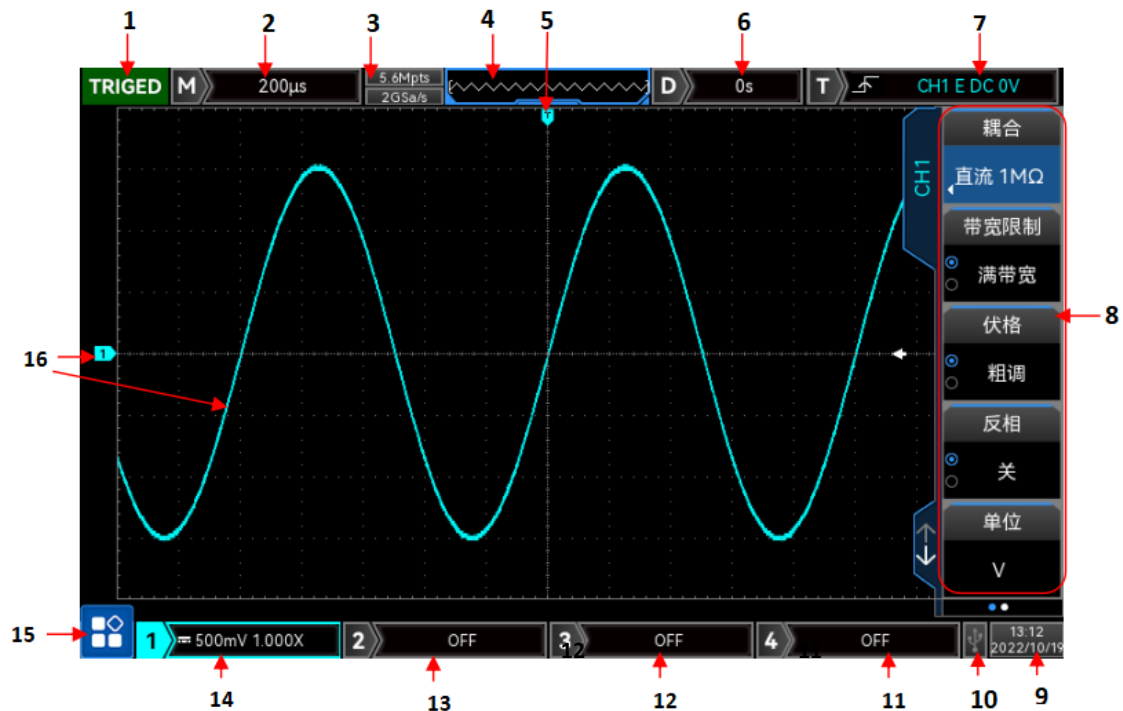 1 2 3 4 5 6 7
TRIGED M 200μs 5.6Mpts D 0s T CH1 E DC 0V
2GSa/s
T
耦合
CH1
直流 1MΩ
带宽限制
满带宽
伏格
8
粗调
16
1
反相
关
单位
V
15
1 500mV 1.000X 2 OFF 3 OFF 4 OFF 13:12
2022/10/19
12 11
14 13 12 11 10 9